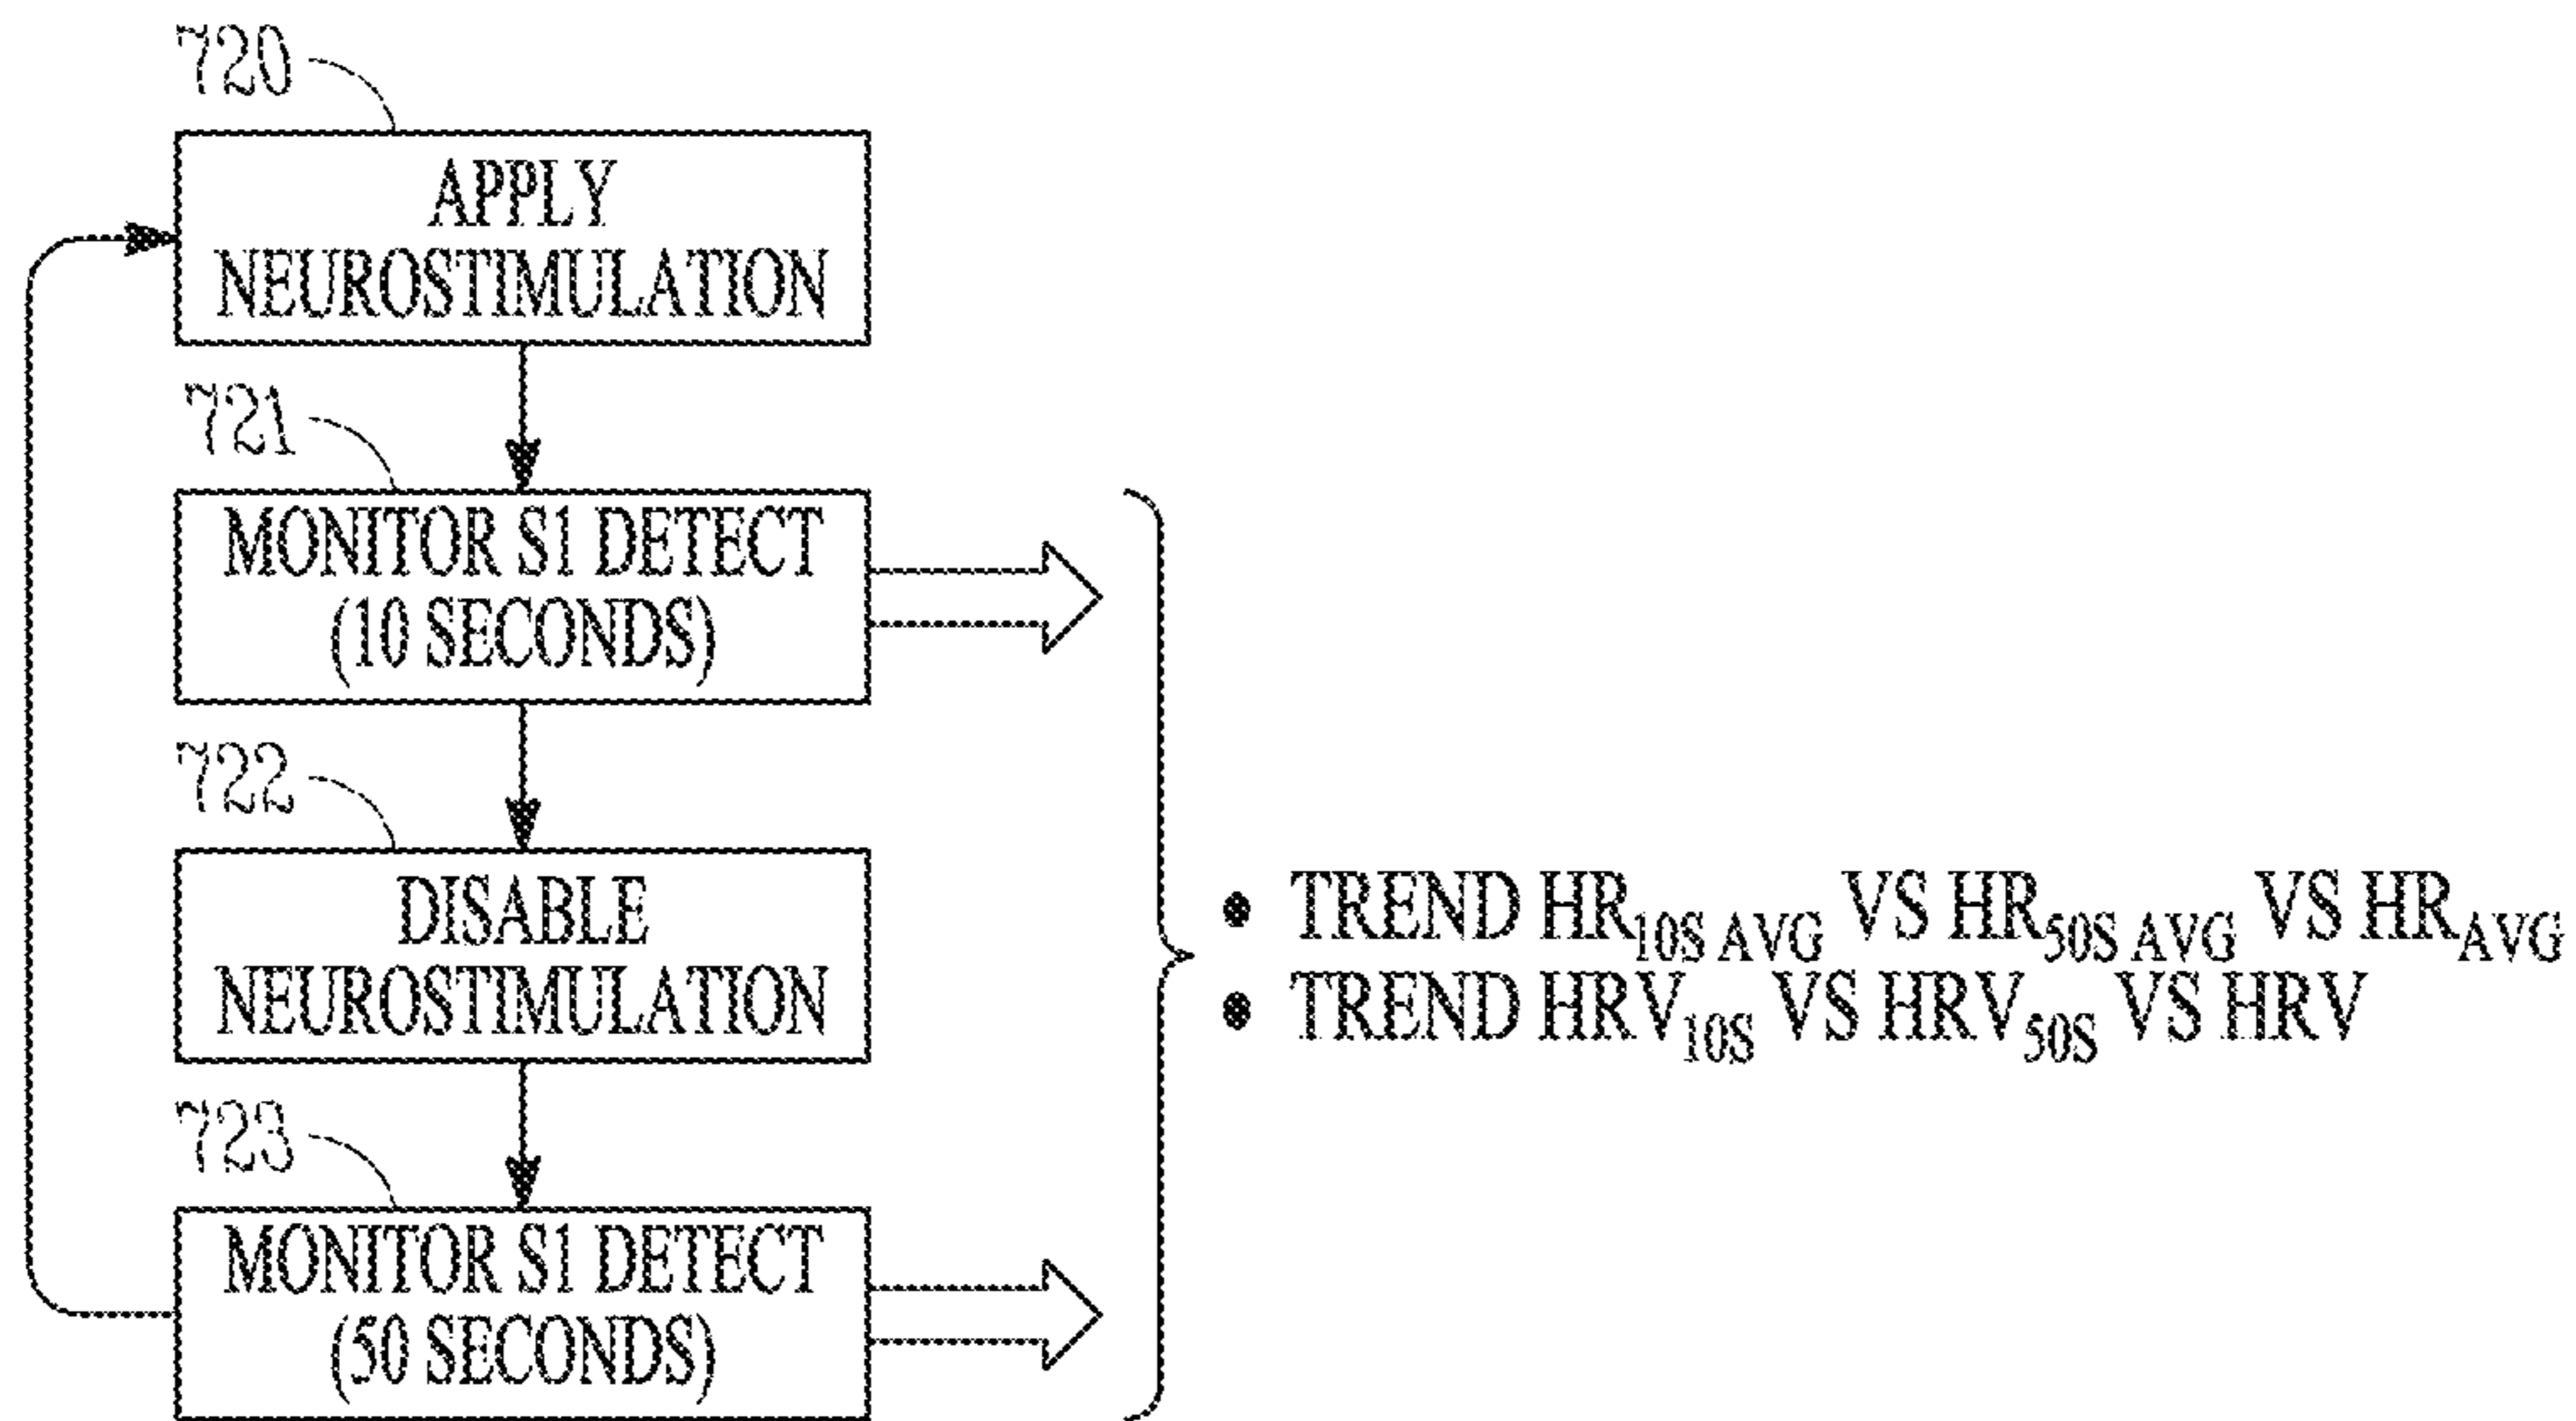 720
APPLY
NEUROSTIMULATION
721
MONITOR S1 DETECT
(10 SECONDS)
722
DISABLE
NEUROSTIMULATION
723
MONITOR S1 DETECT
(50 SECONDS)
• TREND HR10S AVG VS HR50S AVG VS HRAVG
• TREND HRV10S VS HRV50S VS HRV